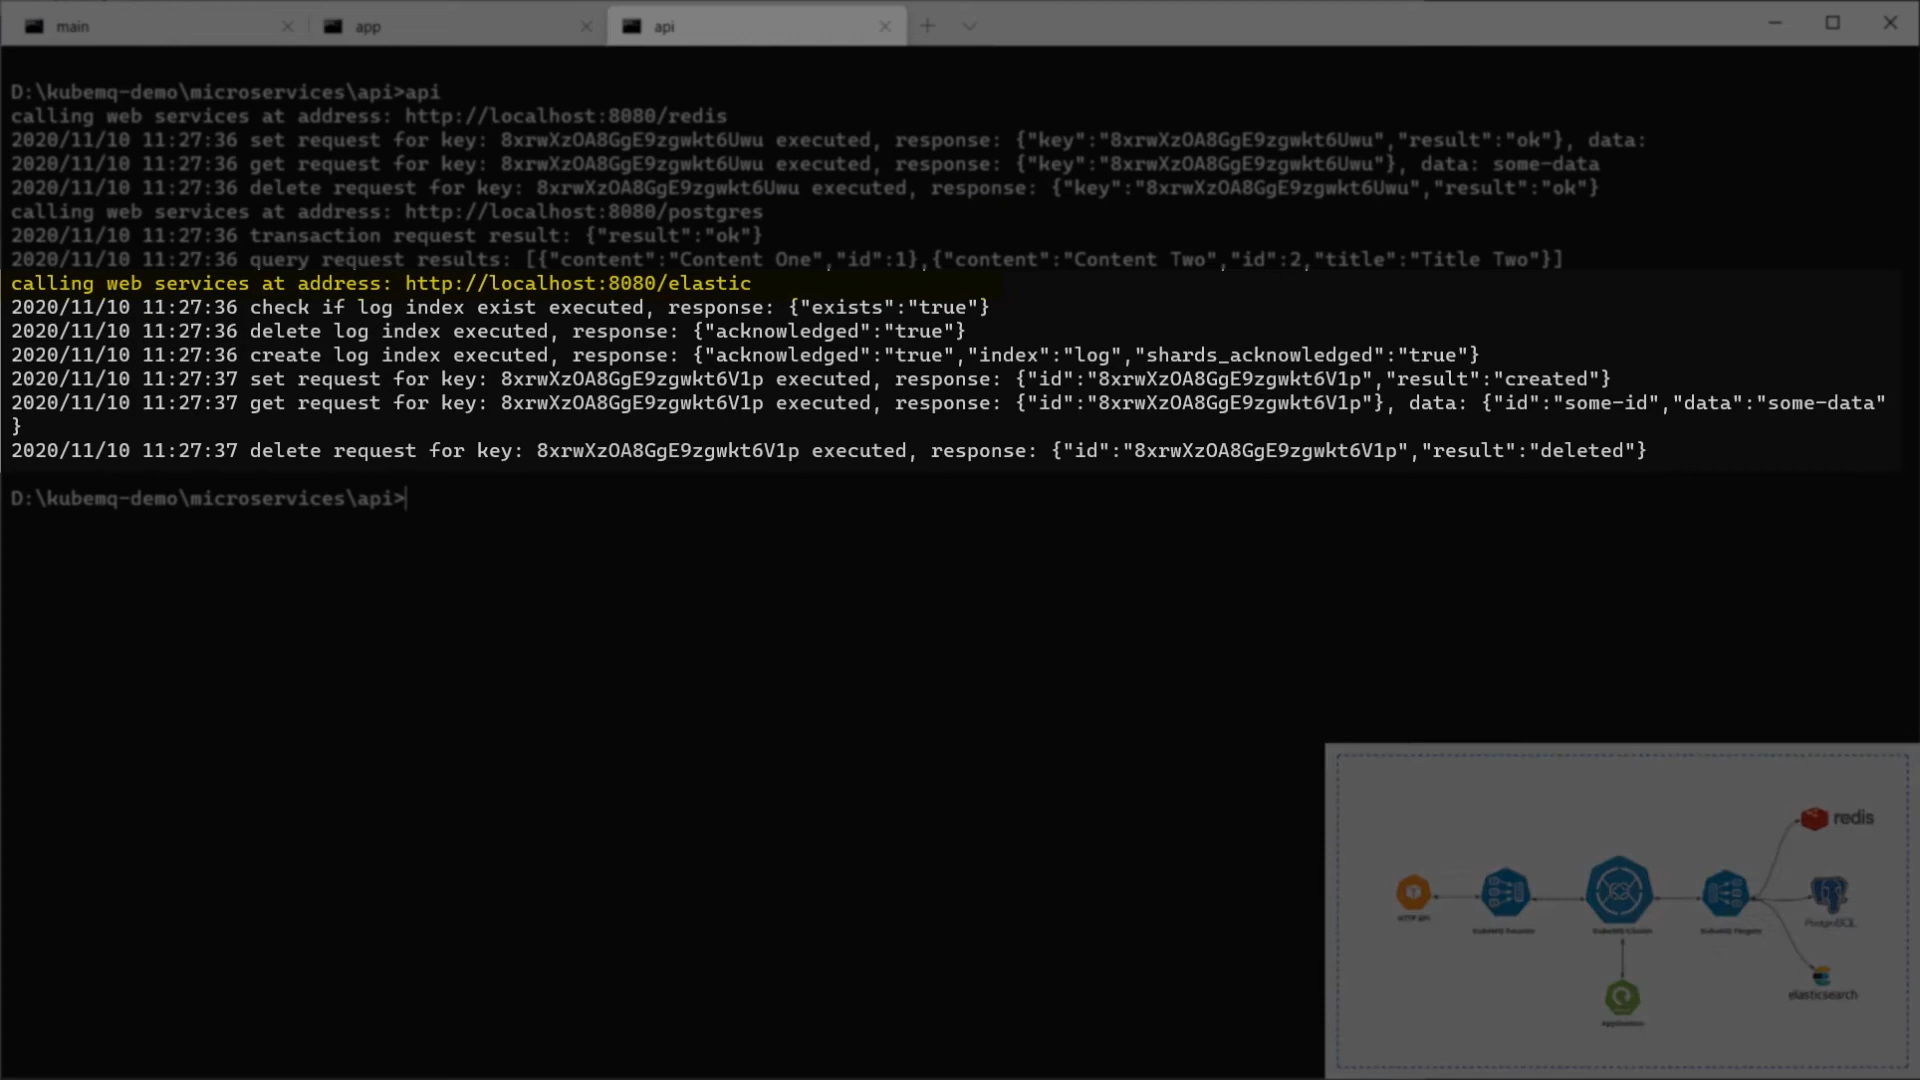 main
app
api
D:\kubemq-demo\microservices\api>api
calling web services at address: http://localhost:8080/redis
2020/11/10 11:27:36 set request for key: 8xrwXzOA8GgE9zgwkt6Uwu executed, response: {"key":"8xrwXzOA8GgE9zgwkt6Uwu","result":"ok"}, data:
2020/11/10 11:27:36 get request for key: 8xrwXzOA8GgE9zgwkt6Uwu executed, response: {"key":"8xrwXzOA8GgE9zgwkt6Uwu"}, data: some-data
2020/11/10 11:27:36 delete request for key: 8xrwXzOA8GgE9zgwkt6Uwu executed, response: {"key":"8xrwXzOA8GgE9zgwkt6Uwu","result":"ok"}
calling web services at address: http://localhost:8080/postgres
2020/11/10 11:27:36 transaction request result: {"result":"ok"}
2020/11/10 11:27:36 query request results: [{"content":"Content One","id":1},{"content":"Content Two","id":2,"title":"Title Two"}]
calling web services at address: http://localhost:8080/elastic
2020/11/10 11:27:36 check if log index exist executed, response: {"exists":"true"}
2020/11/10 11:27:36 delete log index executed, response: {"acknowledged":"true"}
2020/11/10 11:27:36 create log index executed, response: {"acknowledged":"true","index":"log","shards_acknowledged":"true"}
2020/11/10 11:27:37 set request for key: 8xrwXzOA8GgE9zgwkt6V1p executed, response: {"id":"8xrwXzOA8GgE9zgwkt6V1p","result":"created"}
2020/11/10 11:27:37 get request for key: 8xrwXzOA8GgE9zgwkt6V1p executed, response: {"id":"8xrwXzOA8GgE9zgwkt6V1p"}, data: {"id":"some-id","data":"some-data"
}
2020/11/10 11:27:37 delete request for key: 8xrwXzOA8GgE9zgwkt6V1p executed, response: {"id":"8xrwXzOA8GgE9zgwkt6V1p","result":"deleted"}
D:\kubemq-demo\microservices\api>
redis
HTTP API
KubeMQ Cluster
KubeMQ Targets
PostgreSQL
elasticsearch
Application